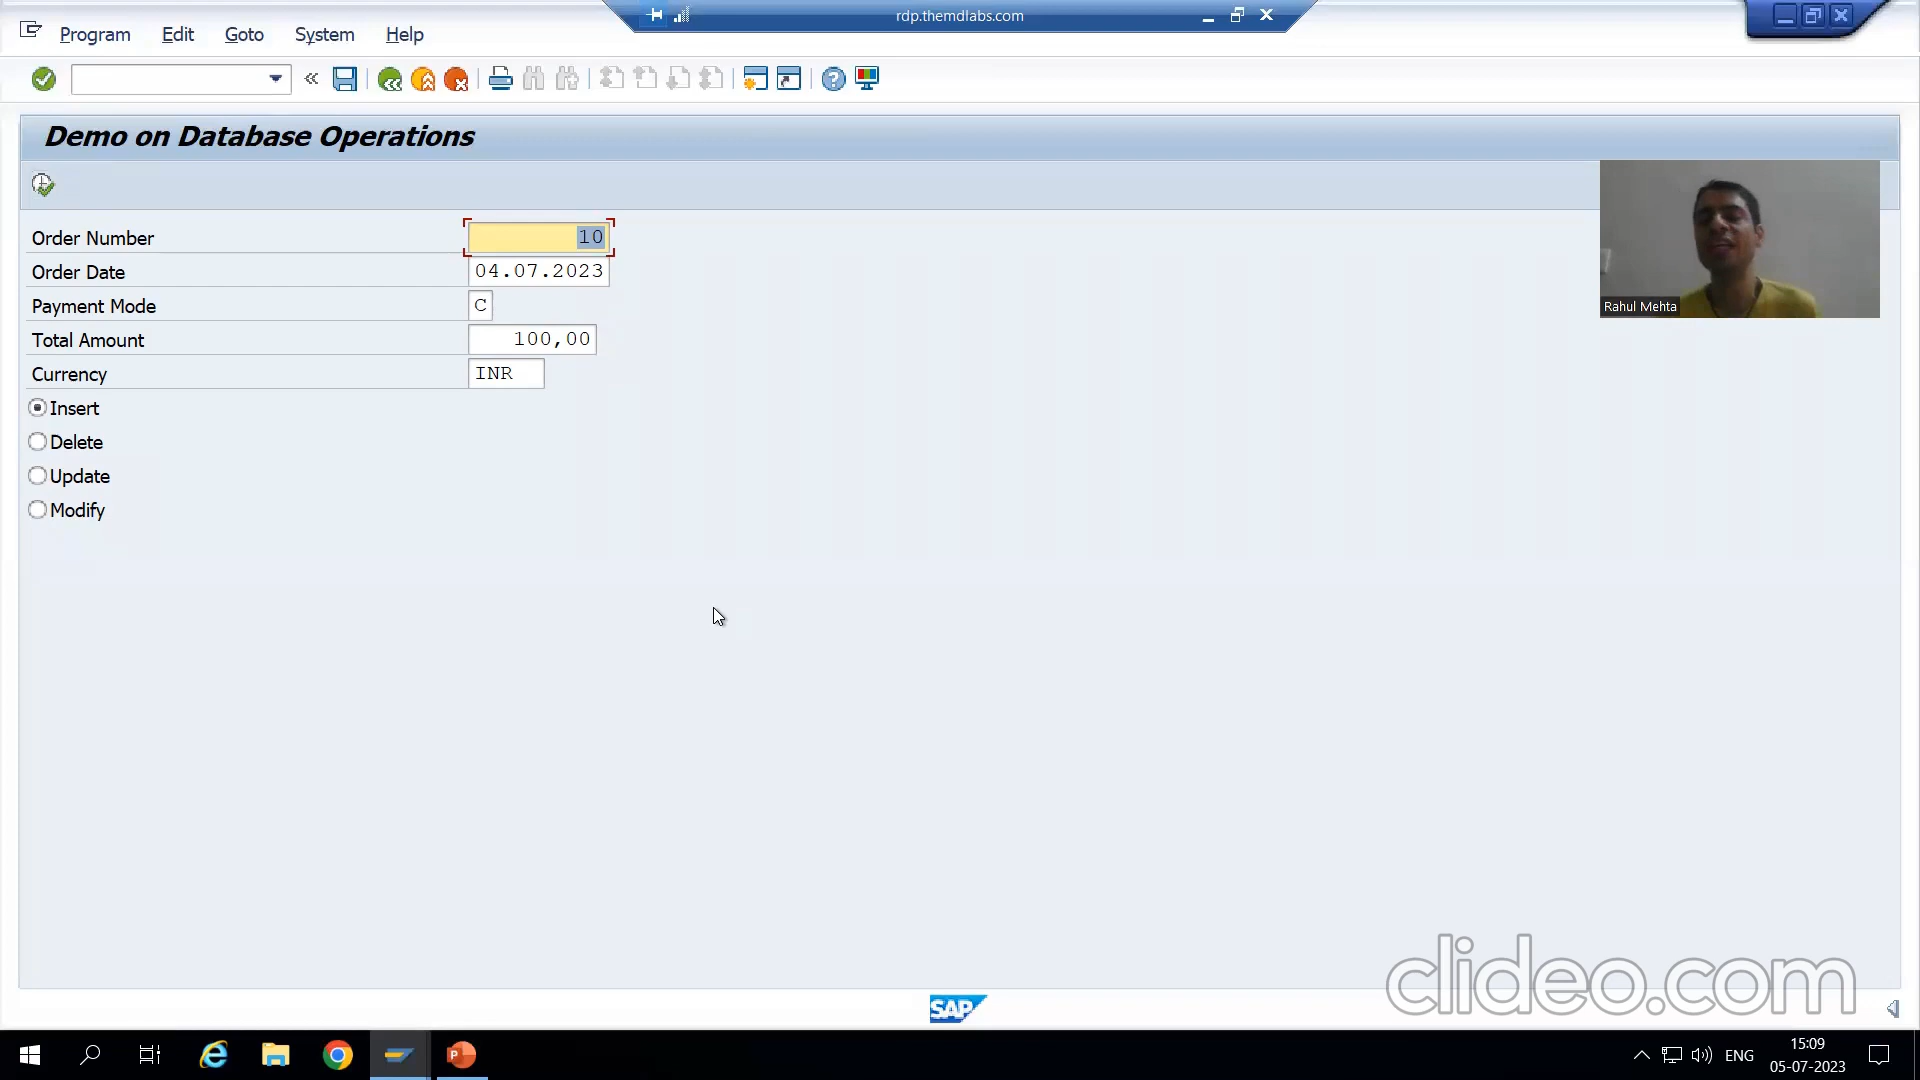 rdp.themdlabs.com
Program Edit Goto System Help
Demo on Database Operations
Order Number 10
Order Date 04.07.2023
Payment Mode C
Total Amount 100,00
Currency INR
Insert
Delete
Update
Modify
Rahul Mehta
clideo.com
SAP
ENG
15:09
05-07-2023